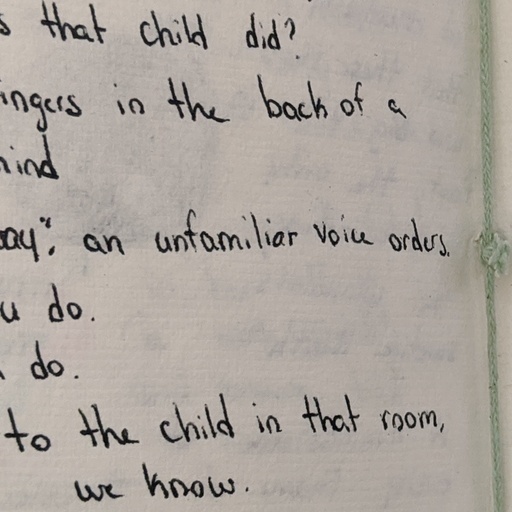 s that child did?
ingers in the back of a
ind
ay", an unfamiliar voice orders.
u do.
do.
to the child in that room,
we know.